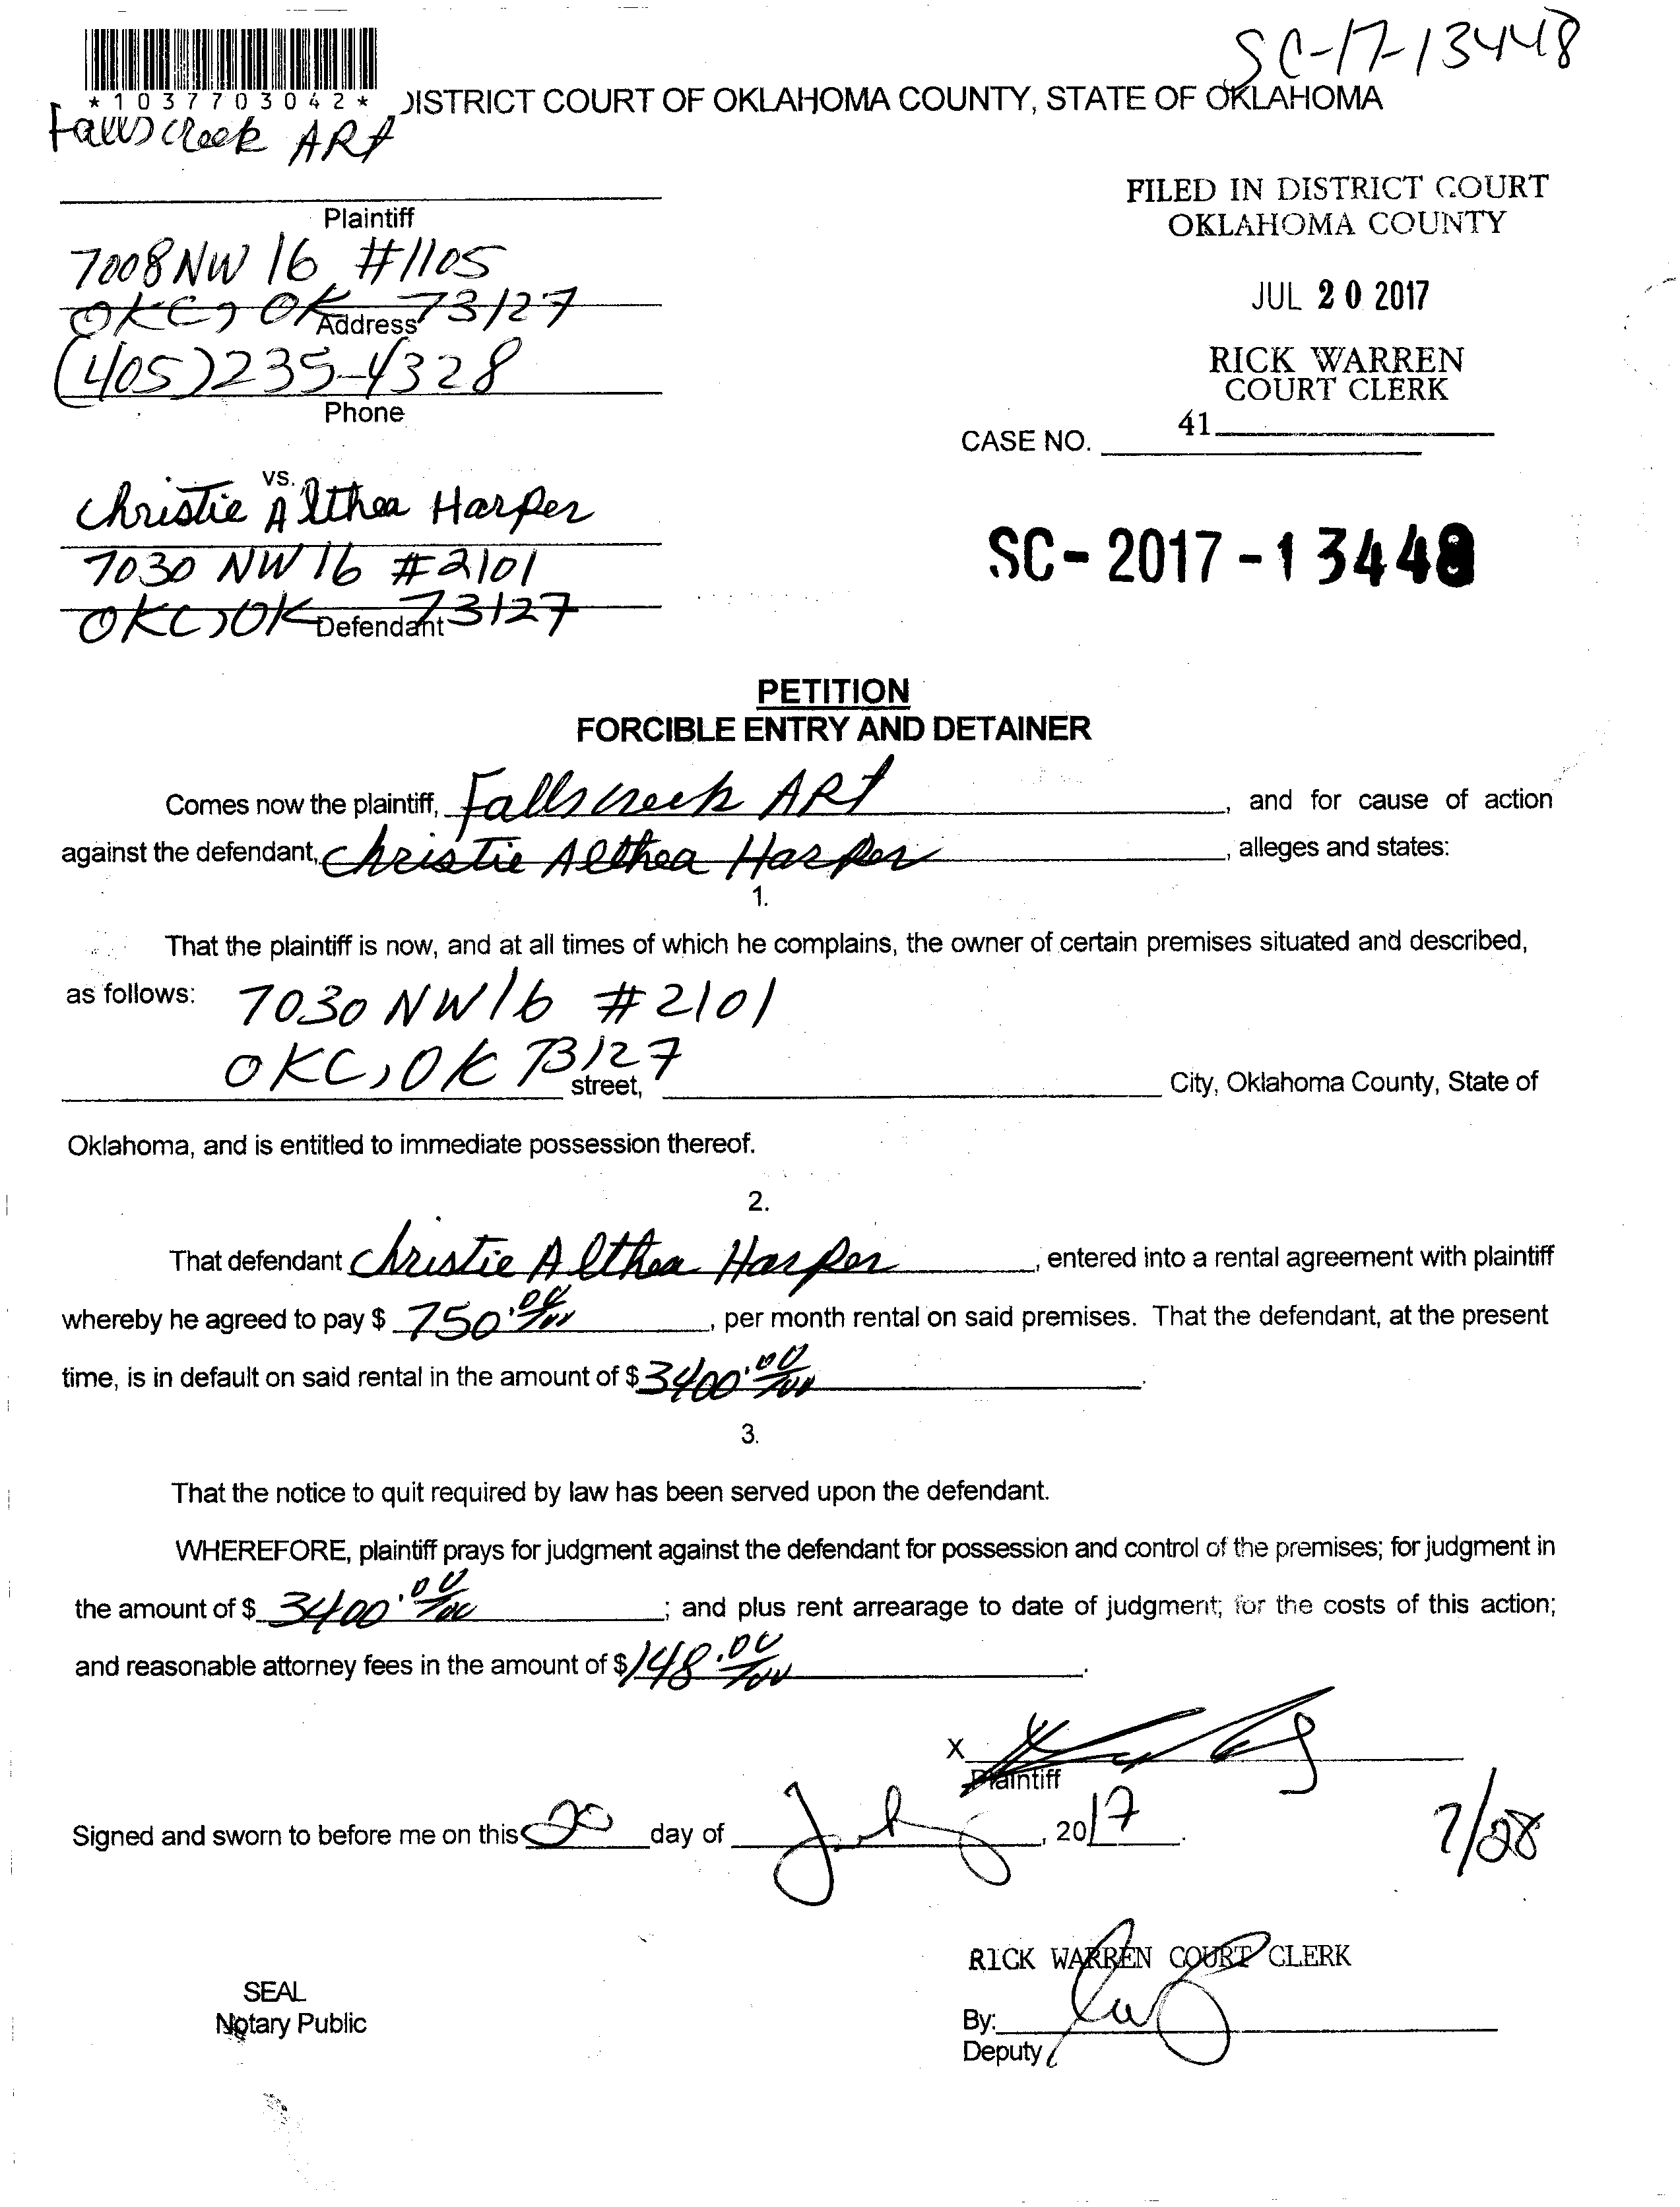 SC-17-13448
*1037703042*
DISTRICT COURT OF OKLAHOMA COUNTY, STATE OF OKLAHOMA
Fallscreek ARt
FILED IN DISTRICT COURT
OKLAHOMA COUNTY
Plaintiff
7008 NW 16 #1105
JUL 20 2017
OKC, OK 73127
Address
RICK WARREN
COURT CLERK
(405) 235-4328
Phone
41
CASE NO.
vs.
Christie Althea Harper
7030 NW 16 #2101
SC-2017-13448
OKC, OK 73127
Defendant
PETITION
FORCIBLE ENTRY AND DETAINER
Comes now the plaintiff, Fallscreek ARt, and for cause of action
against the defendant, Christie Althea Harper, alleges and states:
1.
That the plaintiff is now, and at all times of which he complains, the owner of certain premises situated and described,
as follows: 7030 NW 16 #2101
OKC, OK 73127
street, City, Oklahoma County, State of
Oklahoma, and is entitled to immediate possession thereof.
2.
That defendant Christie Althea Harper, entered into a rental agreement with plaintiff
whereby he agreed to pay $ 750.00/100, per month rental on said premises. That the defendant, at the present
time, is in default on said rental in the amount of $ 3400.00/100.
3.
That the notice to quit required by law has been served upon the defendant.
WHEREFORE, plaintiff prays for judgment against the defendant for possession and control of the premises; for judgment in
the amount of $ 3400.00/100; and plus rent arrearage to date of judgment; for the costs of this action;
and reasonable attorney fees in the amount of $ 148.00/100.
X
Plaintiff
Signed and sworn to before me on this 20 day of July, 2017.
7/28
RICK WARREN COURT CLERK
SEAL
Notary Public
By:
Deputy